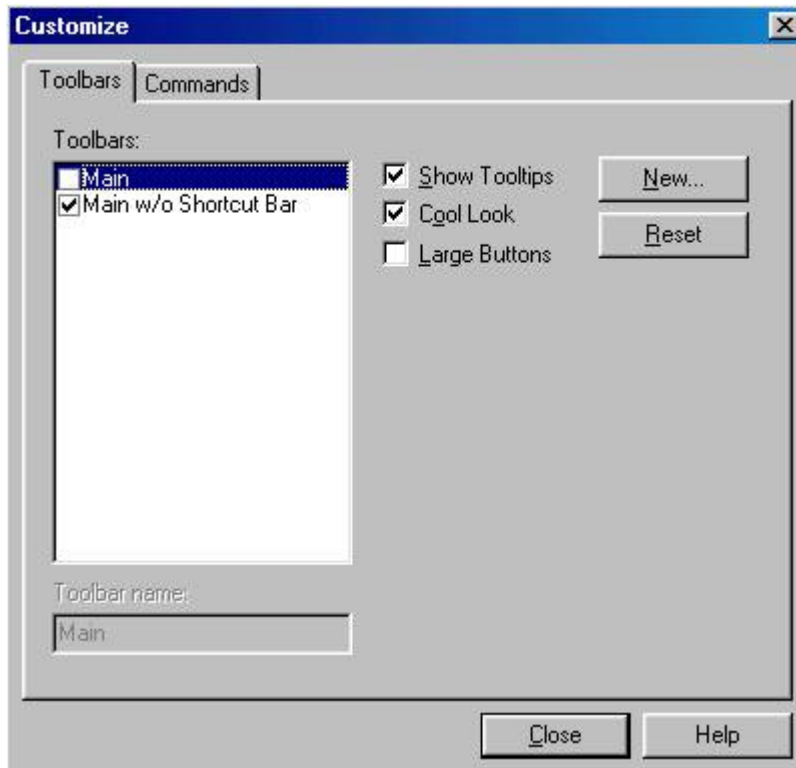 Customize
Toolbars Commands
Toolbars:
Main
Main w/o Shortcut Bar
Show Tooltips
Cool Look
Large Buttons
New...
Reset
Toolbar name:
Main
Close Help